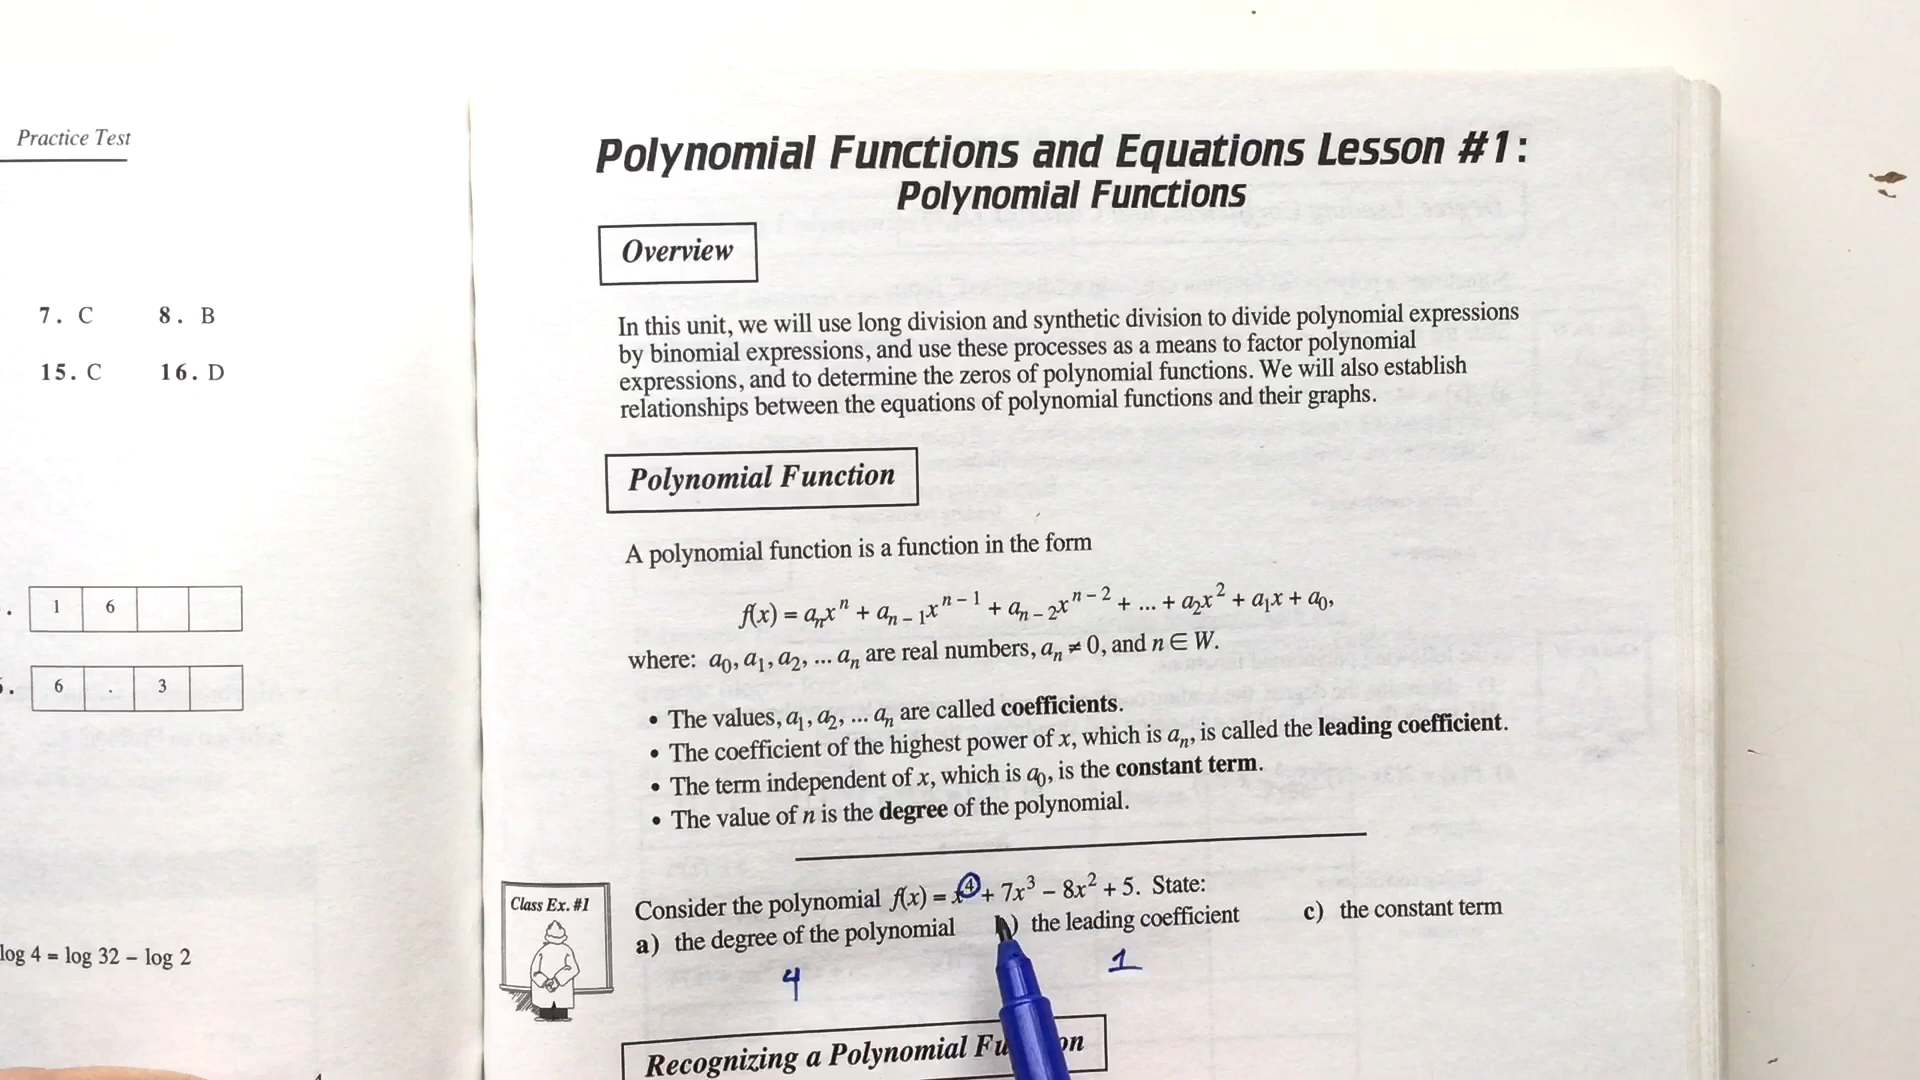 Practice Test
7. C 8. B
15. C 16. D
. 1 6
. 6 . 3
log 4 = log 32 – log 2
Polynomial Functions and Equations Lesson #1:
Polynomial Functions
Overview
In this unit, we will use long division and synthetic division to divide polynomial expressions
by binomial expressions, and use these processes as a means to factor polynomial
expressions, and to determine the zeros of polynomial functions. We will also establish
relationships between the equations of polynomial functions and their graphs.
Polynomial Function
A polynomial function is a function in the form
f(x) = aₙxⁿ + aₙ₋₁xⁿ⁻¹ + aₙ₋₂xⁿ⁻² + ... + a₂x² + a₁x + a₀,
where: a₀, a₁, a₂, ... aₙ are real numbers, aₙ ≠ 0, and n ∈ W.
• The values, a₁, a₂, ... aₙ are called coefficients.
• The coefficient of the highest power of x, which is aₙ, is called the leading coefficient.
• The term independent of x, which is a₀, is the constant term.
• The value of n is the degree of the polynomial.
Class Ex. #1
Consider the polynomial f(x) = x⁴ + 7x³ – 8x² + 5. State:
a) the degree of the polynomial ) the leading coefficient c) the constant term
4 1
Recognizing a Polynomial Fu on